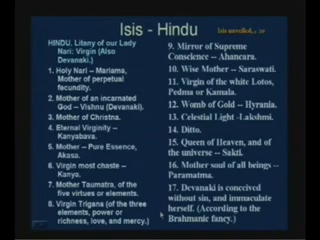 Isis - Hindu
Isis unveiled,
HINDU. Litany of our Lady
Nari: Virgin (Also
Devanaki.)
1. Holy Nari -- Mariama,
Mother of perpetual
fecundity.
2. Mother of an incarnated
God -- Vishnu (Devanaki).
3. Mother of Christna.
4. Eternal Virginity --
Kanyabava.
5. Mother -- Pure Essence,
Akasa.
6. Virgin most chaste --
Kanya.
7. Mother Taumatra, of the
five virtues or elements.
8. Virgin Trigana (of the three
elements, power or
richness, love, and mercy.)
9. Mirror of Supreme
Conscience -- Ahancara.
10. Wise Mother -- Saraswati.
11. Virgin of the white Lotos,
Pedma or Kamala.
12. Womb of Gold -- Hyrania.
13. Celestial Light -Lakshmi.
14. Ditto.
15. Queen of Heaven, and of
the universe -- Sakti.
16. Mother soul of all beings --
Paramatma.
17. Devanaki is conceived
without sin, and immaculate
herself. (According to the
Brahmanic fancy.)